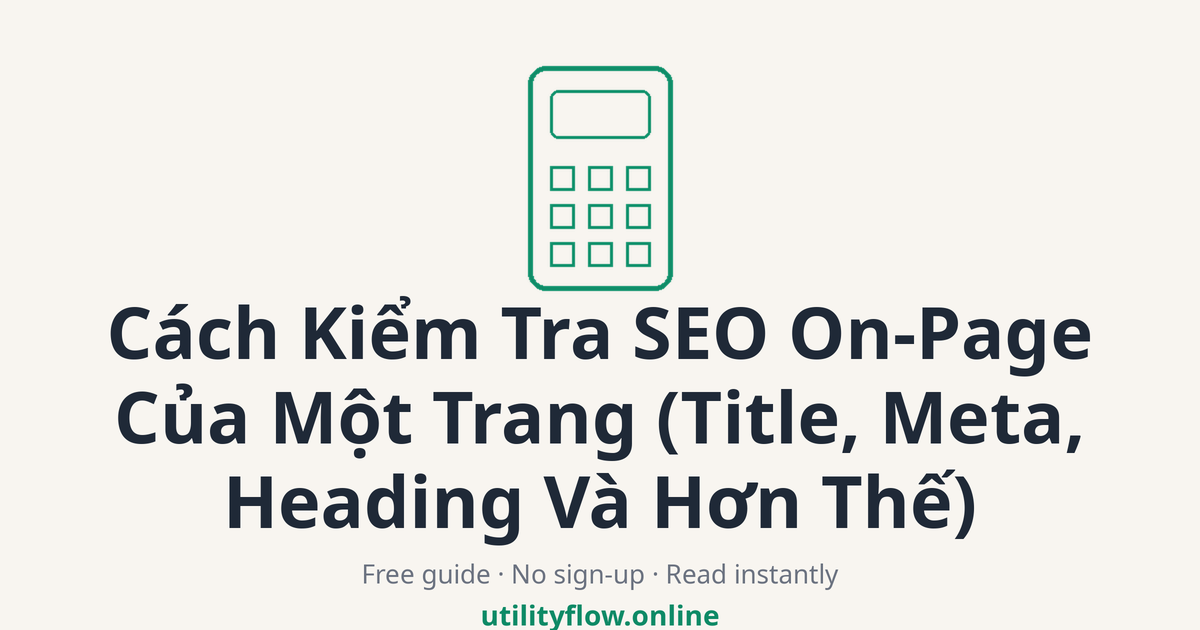 Cách Kiểm Tra SEO On-Page
Của Một Trang (Title, Meta,
Heading Và Hơn Thế)
Free guide · No sign-up · Read instantly
utilityflow.online